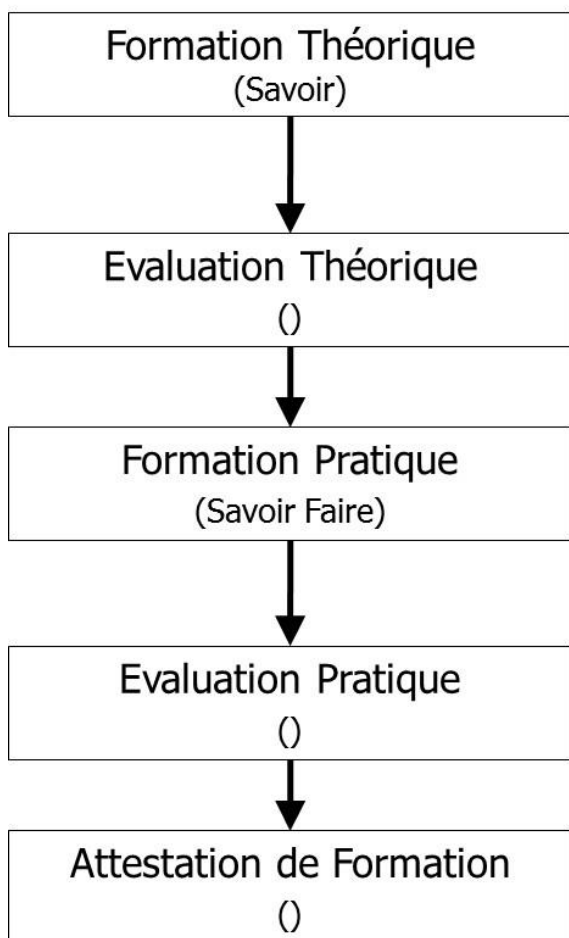 Formation Théorique
(Savoir)
Evaluation Théorique
()
Formation Pratique
(Savoir Faire)
Evaluation Pratique
()
Attestation de Formation
()